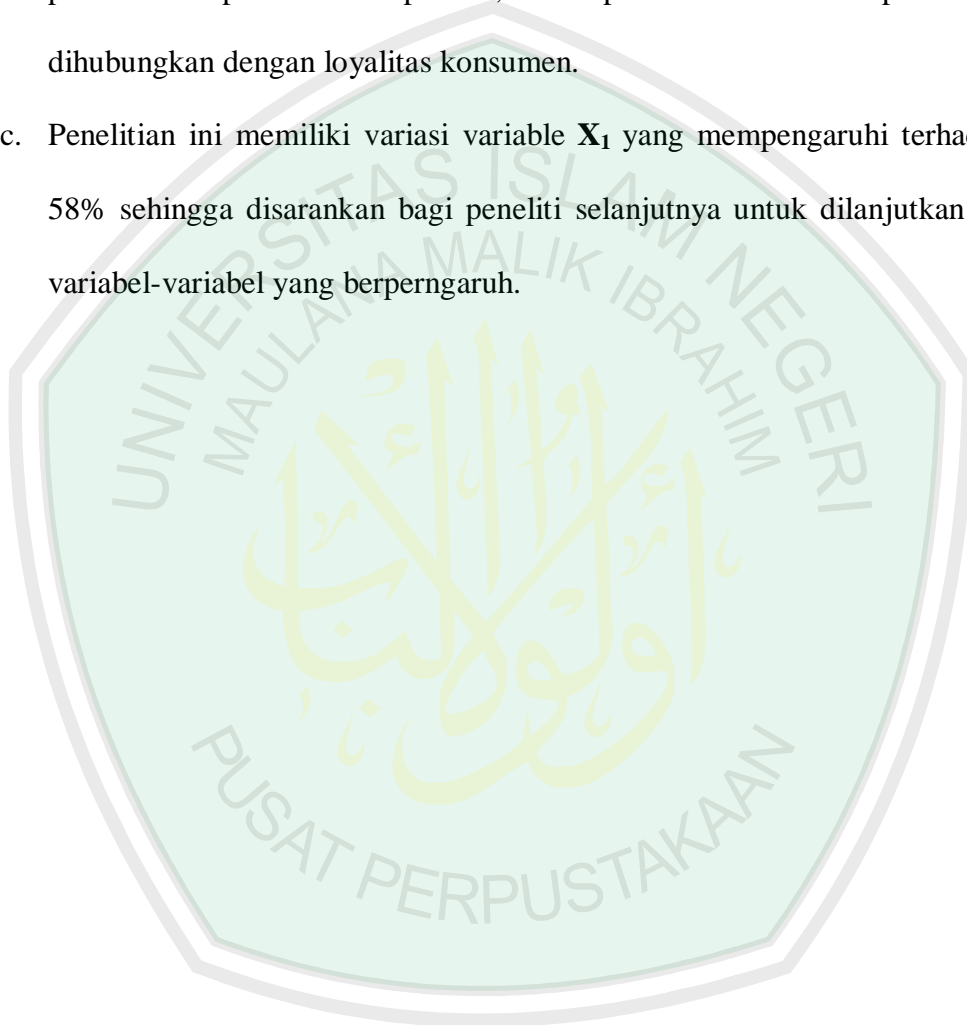 dihubungkan dengan loyalitas konsumen.
c. Penelitian ini memiliki variasi variable X₁ yang mempengaruhi terha
58% sehingga disarankan bagi peneliti selanjutnya untuk dilanjutkan
variabel-variabel yang berperngaruh.
UNIVERSITAS ISLAM NEGERI
MAULANA MALIK IBRAHIM
PUSAT PERPUSTAKAAN